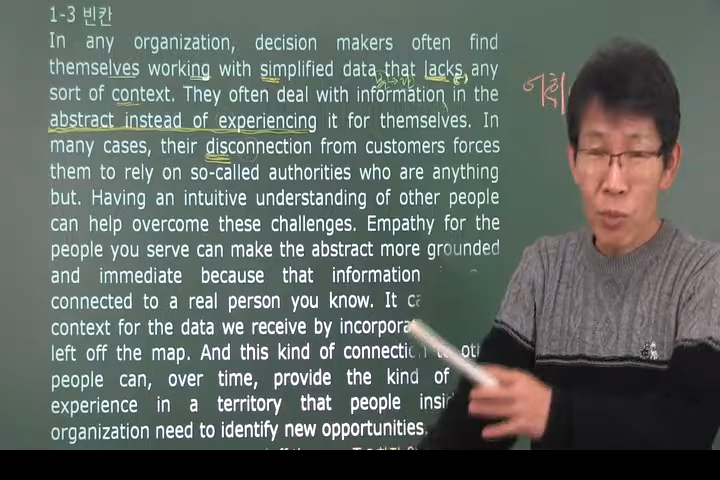 1-3 빈칸
In any organization, decision makers often find
themselves working with simplified data that lacks any
sort of context. They often deal with information in the
abstract instead of experiencing it for themselves. In
many cases, their disconnection from customers forces
them to rely on so-called authorities who are anything
but. Having an intuitive understanding of other people
can help overcome these challenges. Empathy for the
people you serve can make the abstract more grounded
and immediate because that information
connected to a real person you know. It
context for the data we receive by
left off the map. And this kind of
people can, over time, provide the kind of
experience in a territory that people
organization need to identify new opportunities.
어휘